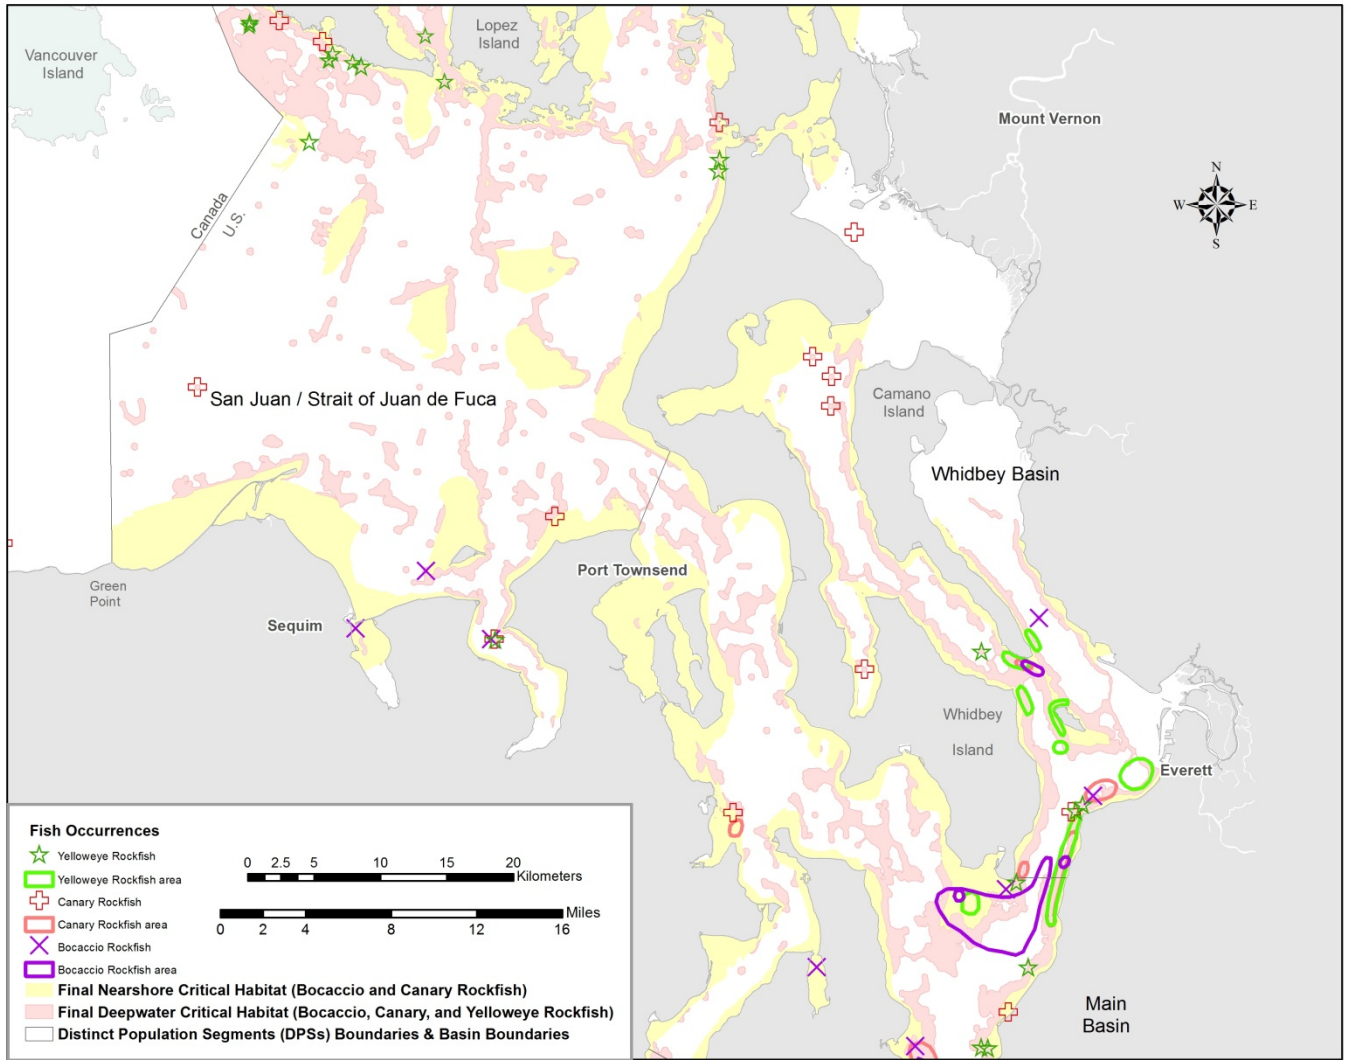 Vancouver
Island
Lopez
Island
Mount Vernon
N
W
E
S
Canada
U.S.
San Juan / Strait of Juan de Fuca
Camano
Island
Whidbey Basin
Green
Point
Port Townsend
Sequim
Whidbey
Island
Everett
Main
Basin
Fish Occurrences
Yelloweye Rockfish
Yelloweye Rockfish area
Canary Rockfish
Canary Rockfish area
Bocaccio Rockfish
Bocaccio Rockfish area
Final Nearshore Critical Habitat (Bocaccio and Canary Rockfish)
Final Deepwater Critical Habitat (Bocaccio, Canary, and Yelloweye Rockfish)
Distinct Population Segments (DPSs) Boundaries & Basin Boundaries
0 2.5 5 10 15 20
Kilometers
Miles
0 2 4 8 12 16